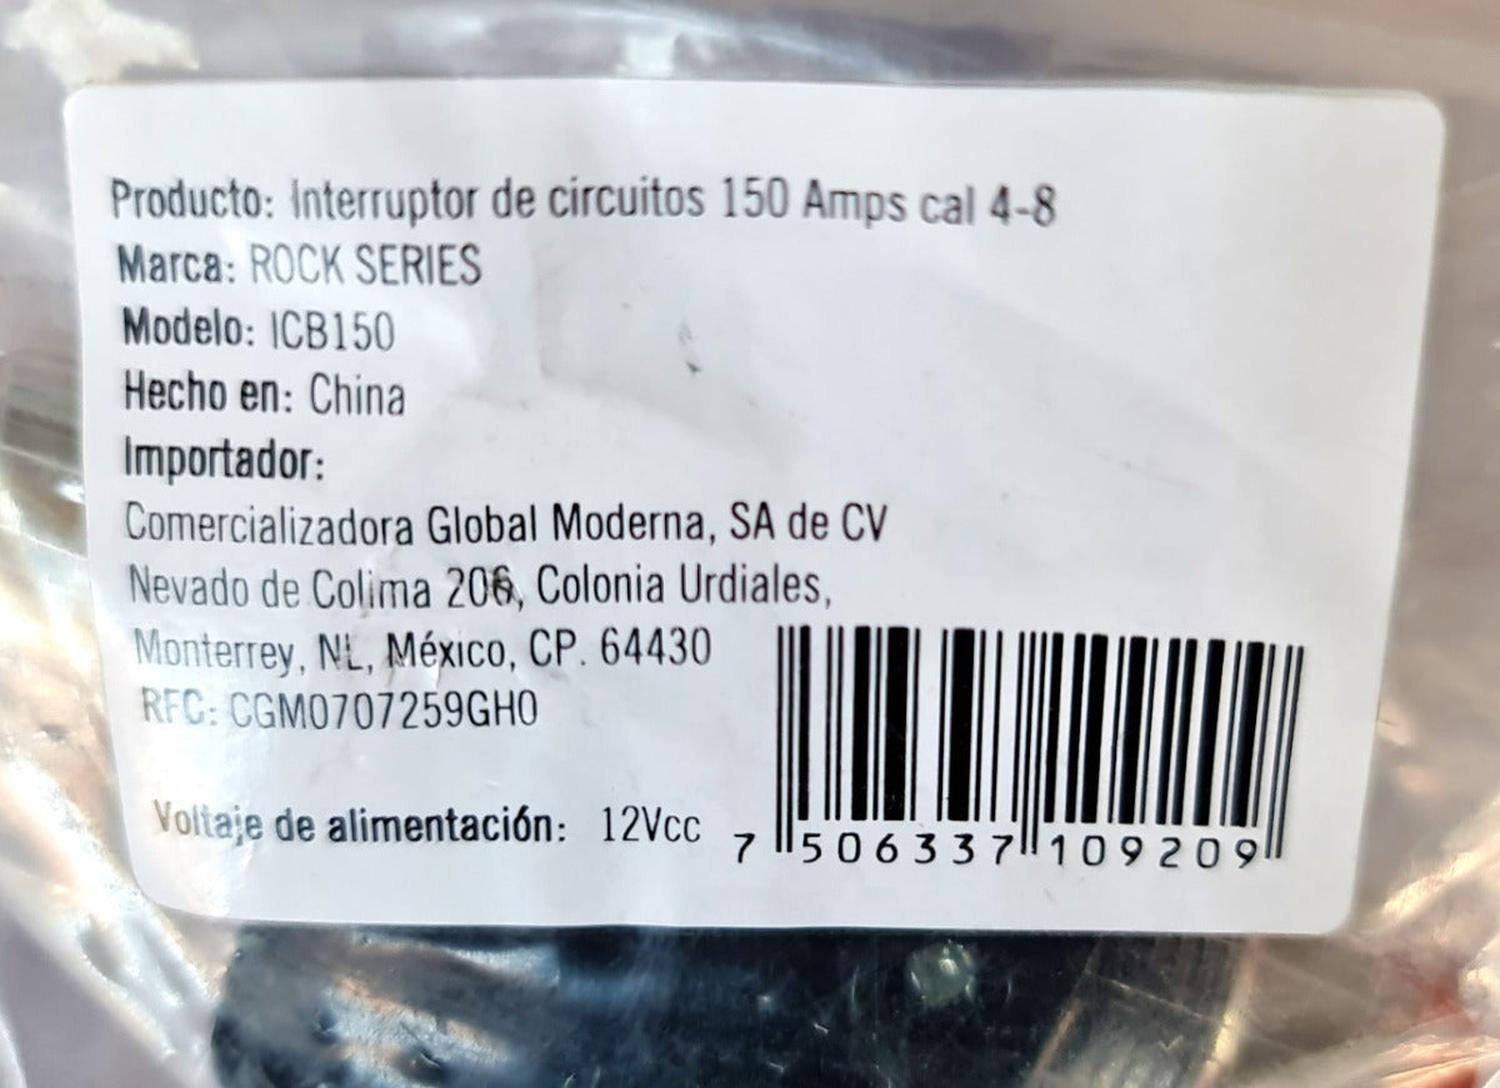 Producto: Interruptor de circuitos 150 Amps cal 4-8
Marca: ROCK SERIES
Modelo: ICB150
Hecho en: China
Importador:
Comercializadora Global Moderna, SA de CV
Nevado de Colima 206, Colonia Urdiales,
Monterrey, NL, México, CP. 64430
RFC: CGM0707259GH0
Voltaje de alimentación: 12Vcc
7 506337 109209